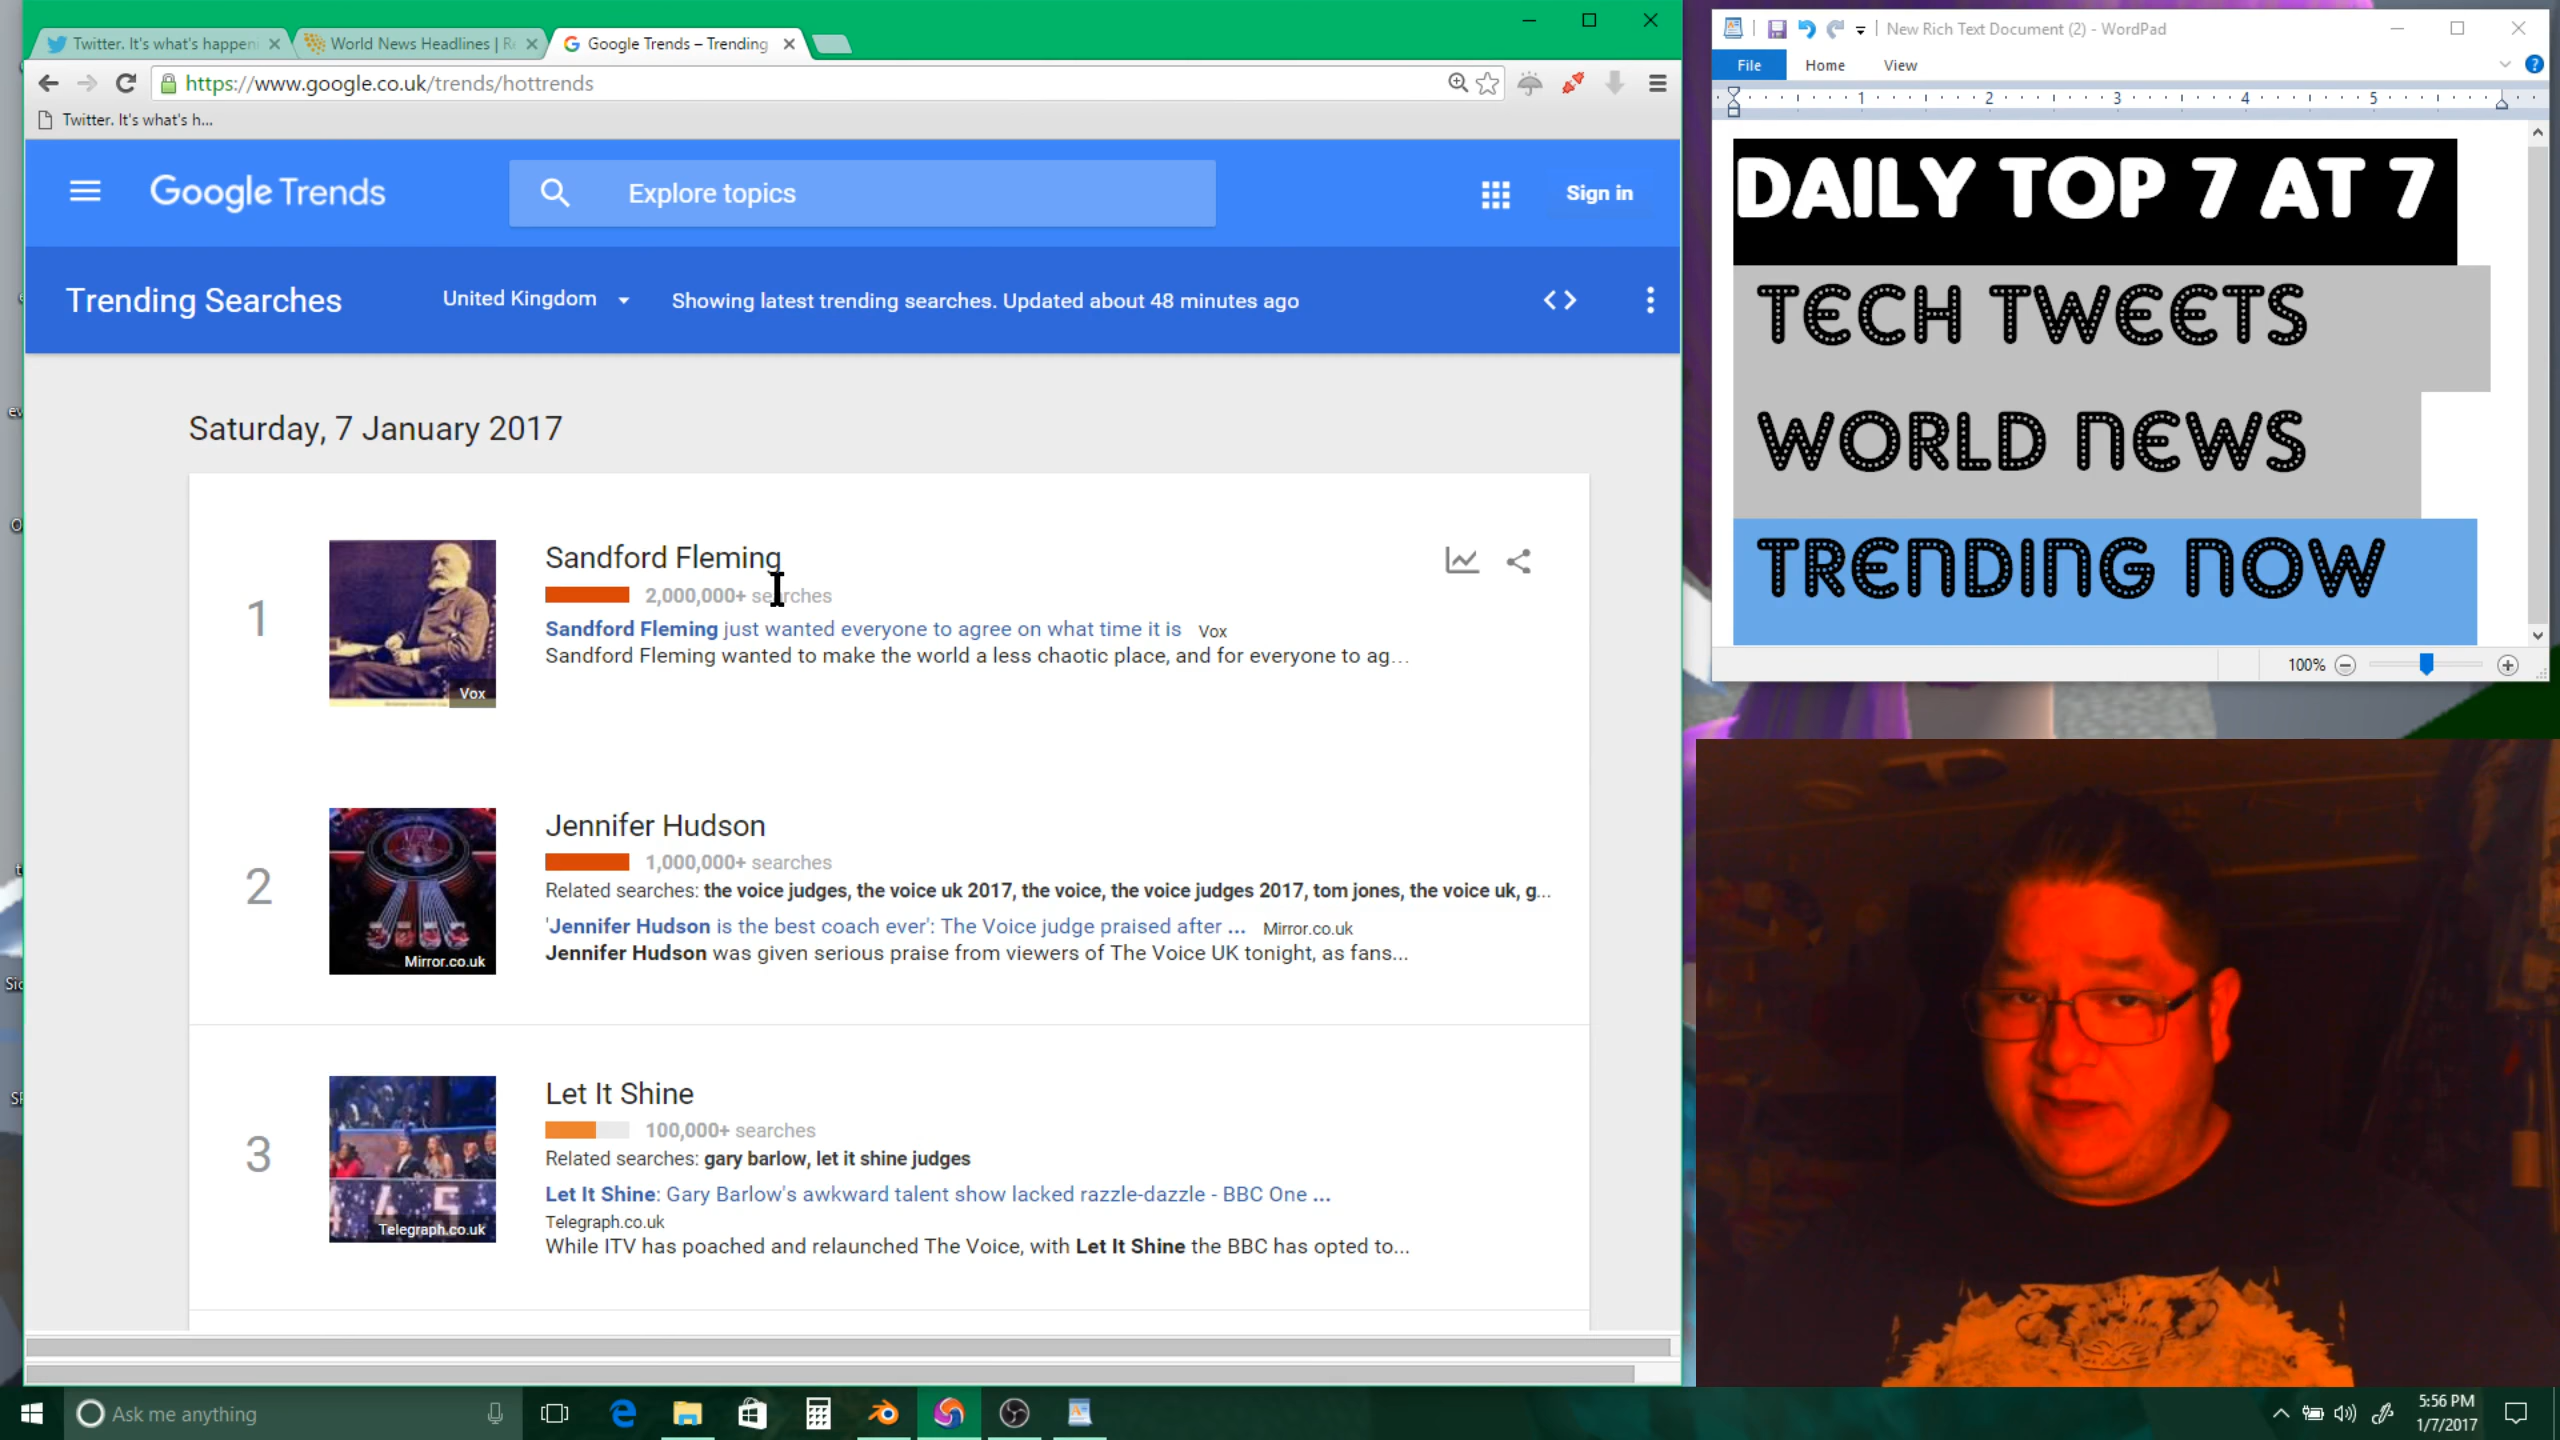 Twitter. It's what's happeni
World News Headlines | R
Google Trends – Trending
https://www.google.co.uk/trends/hottrends
Twitter. It's what's h...
Google Trends
Explore topics
Sign in
Trending Searches
United Kingdom
Showing latest trending searches. Updated about 48 minutes ago
Saturday, 7 January 2017
1
Vox
Sandford Fleming
2,000,000+ searches
Sandford Fleming just wanted everyone to agree on what time it is Vox
Sandford Fleming wanted to make the world a less chaotic place, and for everyone to ag...
2
Mirror.co.uk
Jennifer Hudson
1,000,000+ searches
Related searches: the voice judges, the voice uk 2017, the voice, the voice judges 2017, tom jones, the voice uk, g...
'Jennifer Hudson is the best coach ever': The Voice judge praised after ... Mirror.co.uk
Jennifer Hudson was given serious praise from viewers of The Voice UK tonight, as fans...
3
Telegraph.co.uk
Let It Shine
100,000+ searches
Related searches: gary barlow, let it shine judges
Let It Shine: Gary Barlow's awkward talent show lacked razzle-dazzle - BBC One ...
Telegraph.co.uk
While ITV has poached and relaunched The Voice, with Let It Shine the BBC has opted to...
New Rich Text Document (2) - WordPad
File Home View
1 2 3 4 5
DAILY TOP 7 AT 7
TECH TWEETS
WORLD NEWS
TRENDING NOW
100%
Ask me anything
5:56 PM
1/7/2017